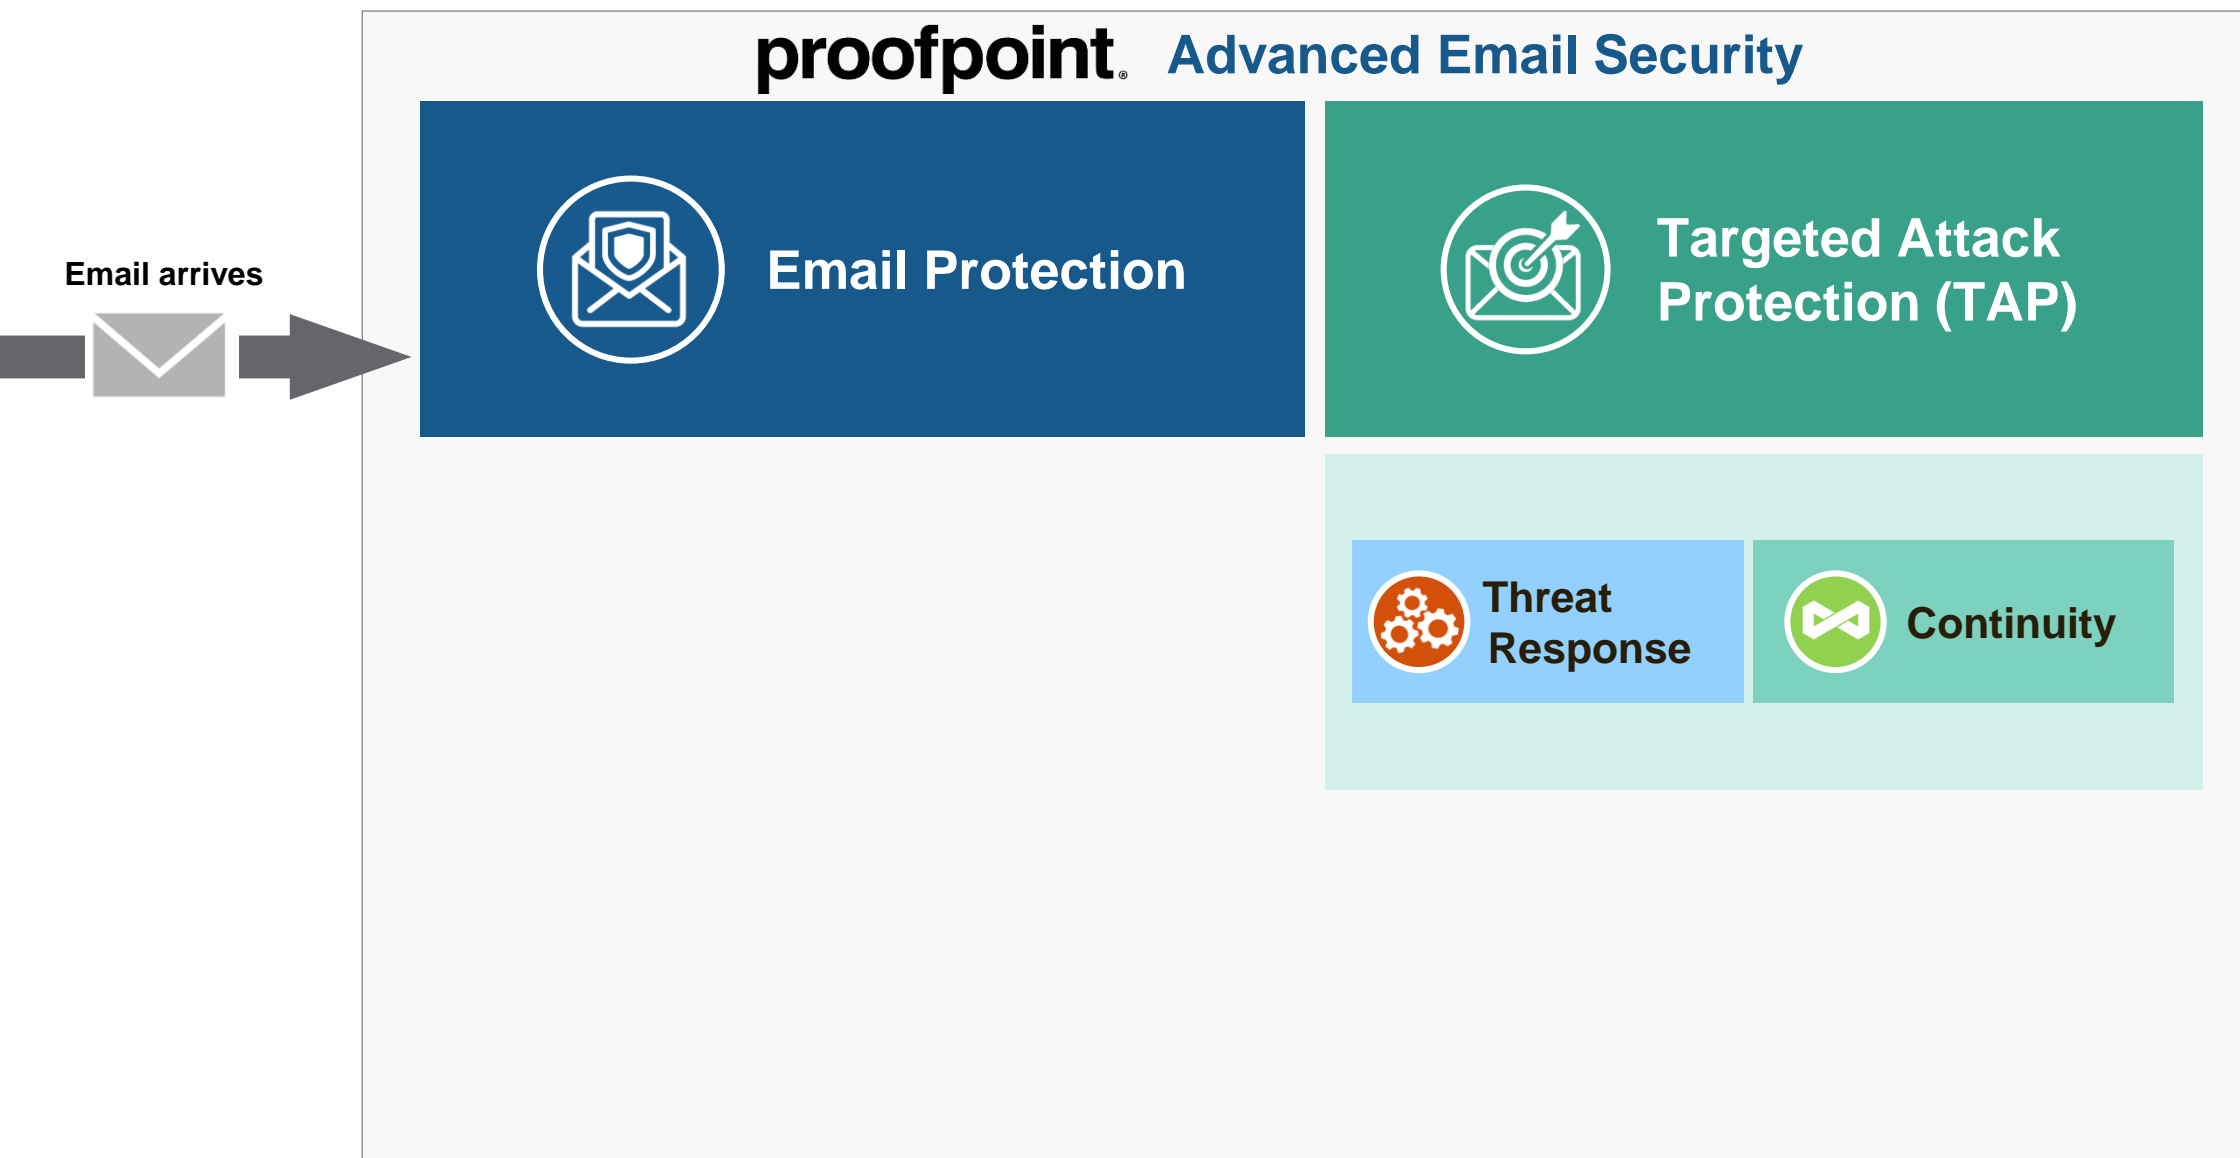 proofpoint® Advanced Email Security
Email arrives
Email Protection
Targeted Attack
Protection (TAP)
Threat
Response
Continuity